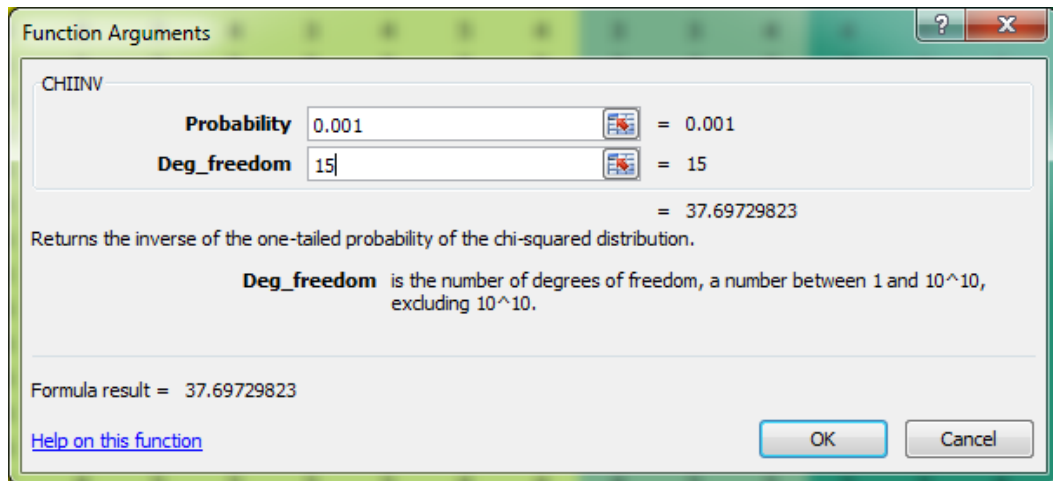 Function Arguments
CHIINV
Probability 0.001 = 0.001
Deg_freedom 15 = 15
= 37.69729823
Returns the inverse of the one-tailed probability of the chi-squared distribution.
Deg_freedom is the number of degrees of freedom, a number between 1 and 10^10,
excluding 10^10.
Formula result = 37.69729823
Help on this function OK Cancel